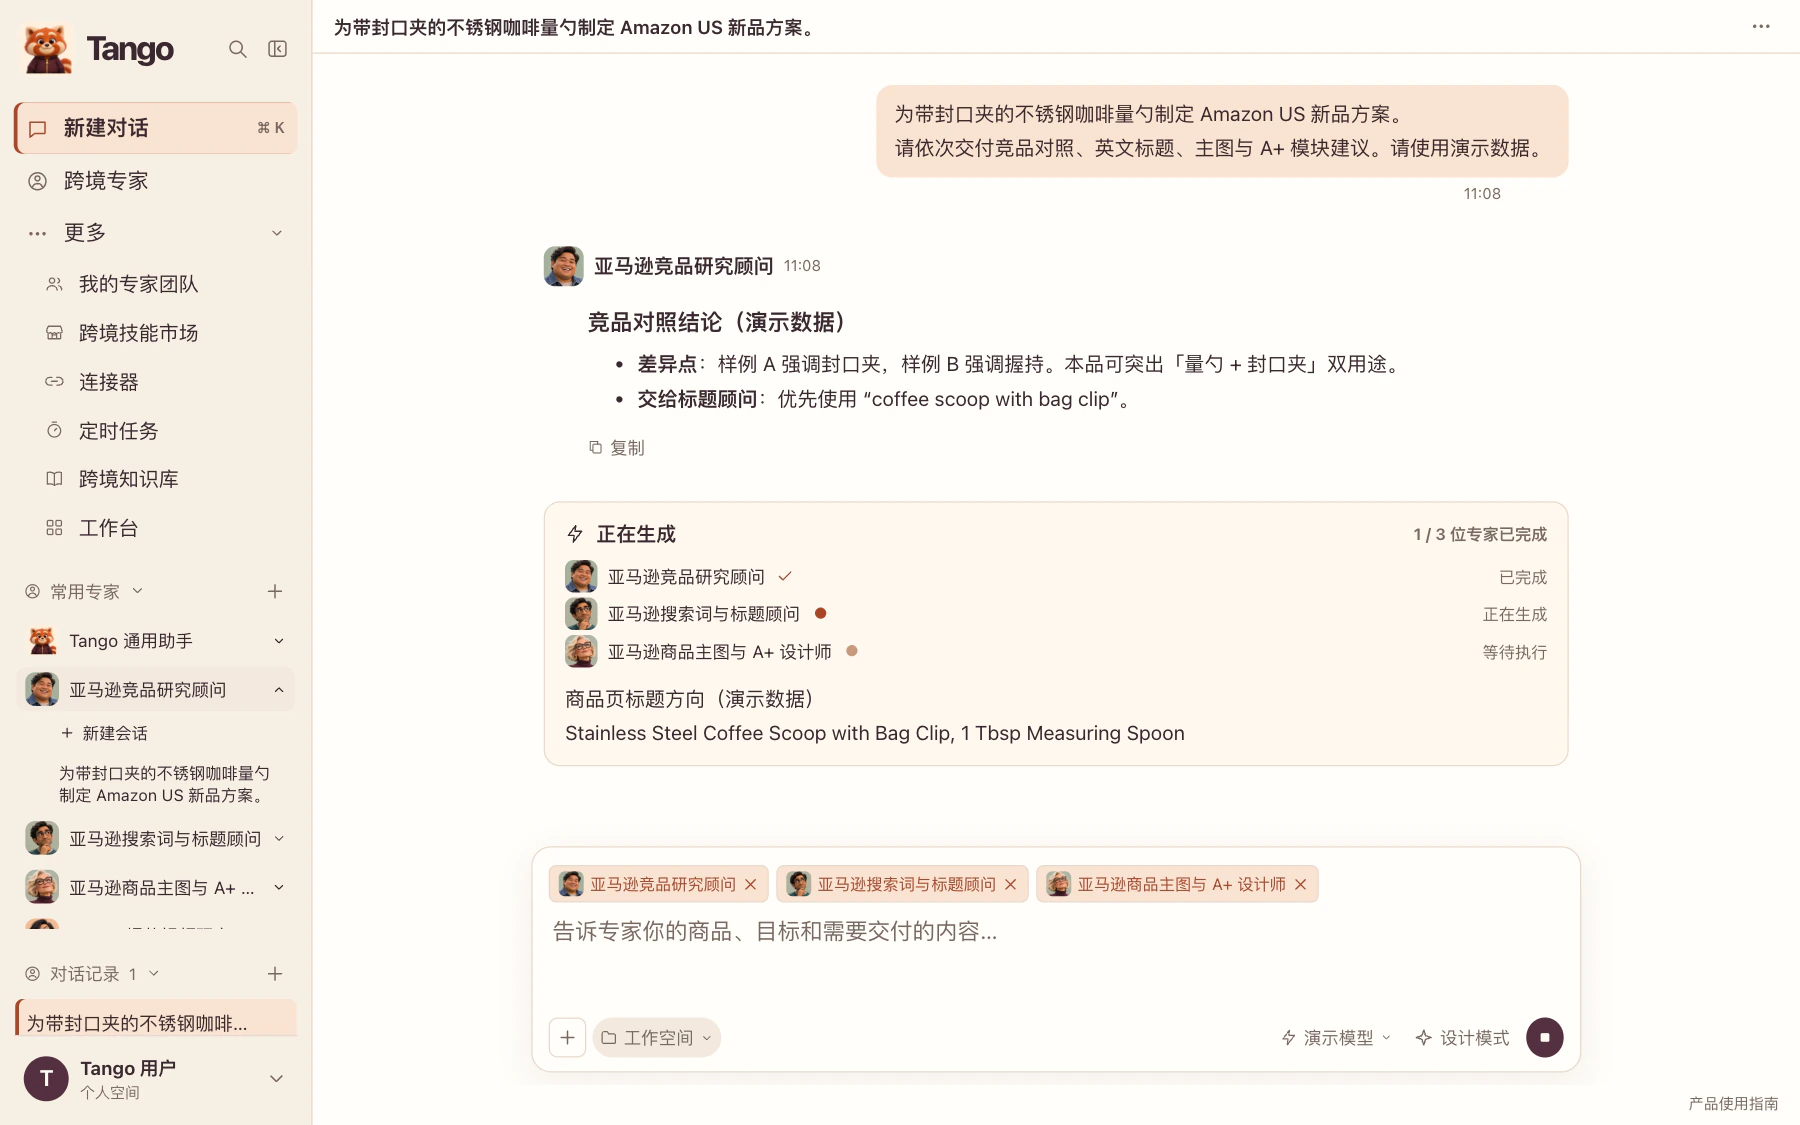 Tango
新建对话
⌘ K
跨境专家
更多
我的专家团队
跨境技能市场
连接器
定时任务
跨境知识库
工作台
常用专家
Tango 通用助手
亚马逊竞品研究顾问
新建会话
为带封口夹的不锈钢咖啡量勺
制定 Amazon US 新品方案。
亚马逊搜索词与标题顾问
亚马逊商品主图与 A+ ...
对话记录 1
为带封口夹的不锈钢咖啡...
T
Tango 用户
个人空间
为带封口夹的不锈钢咖啡量勺制定 Amazon US 新品方案。
为带封口夹的不锈钢咖啡量勺制定 Amazon US 新品方案。
请依次交付竞品对照、英文标题、主图与 A+ 模块建议。请使用演示数据。
11:08
亚马逊竞品研究顾问 11:08
竞品对照结论（演示数据）
• 差异点：样例 A 强调封口夹，样例 B 强调握持。本品可突出「量勺 + 封口夹」双用途。
• 交给标题顾问：优先使用 “coffee scoop with bag clip”。
复制
正在生成 1 / 3 位专家已完成
亚马逊竞品研究顾问 已完成
亚马逊搜索词与标题顾问 正在生成
亚马逊商品主图与 A+ 设计师 等待执行
商品页标题方向（演示数据）
Stainless Steel Coffee Scoop with Bag Clip, 1 Tbsp Measuring Spoon
亚马逊竞品研究顾问 亚马逊搜索词与标题顾问 亚马逊商品主图与 A+ 设计师
告诉专家你的商品、目标和需要交付的内容...
工作空间 演示模型 设计模式
产品使用指南